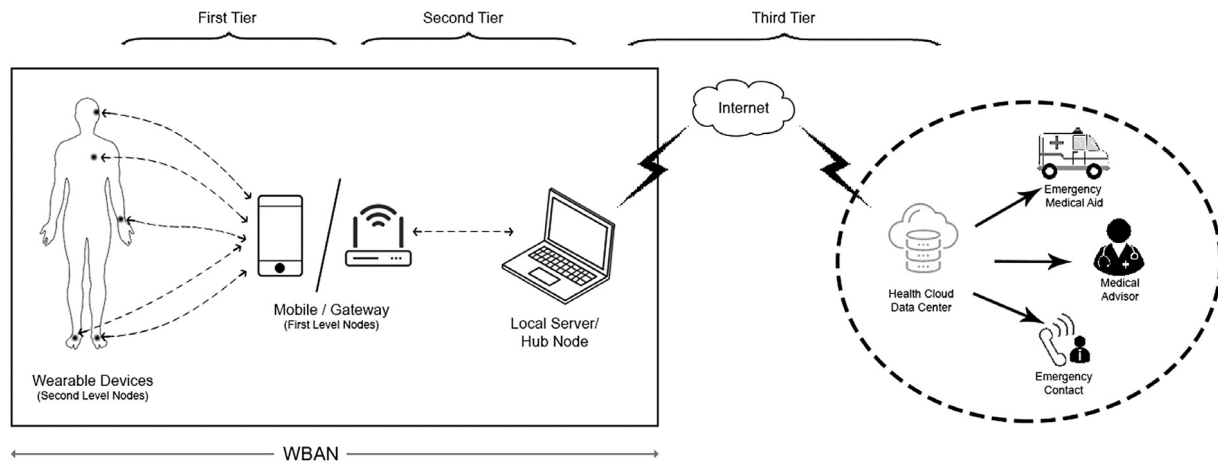 First Tier
Second Tier
Third Tier
Internet
Emergency
Medical Aid
Medical
Advisor
Health Cloud
Data Center
Emergency
Contact
Mobile / Gateway
(First Level Nodes)
Local Server/
Hub Node
Wearable Devices
(Second Level Nodes)
WBAN